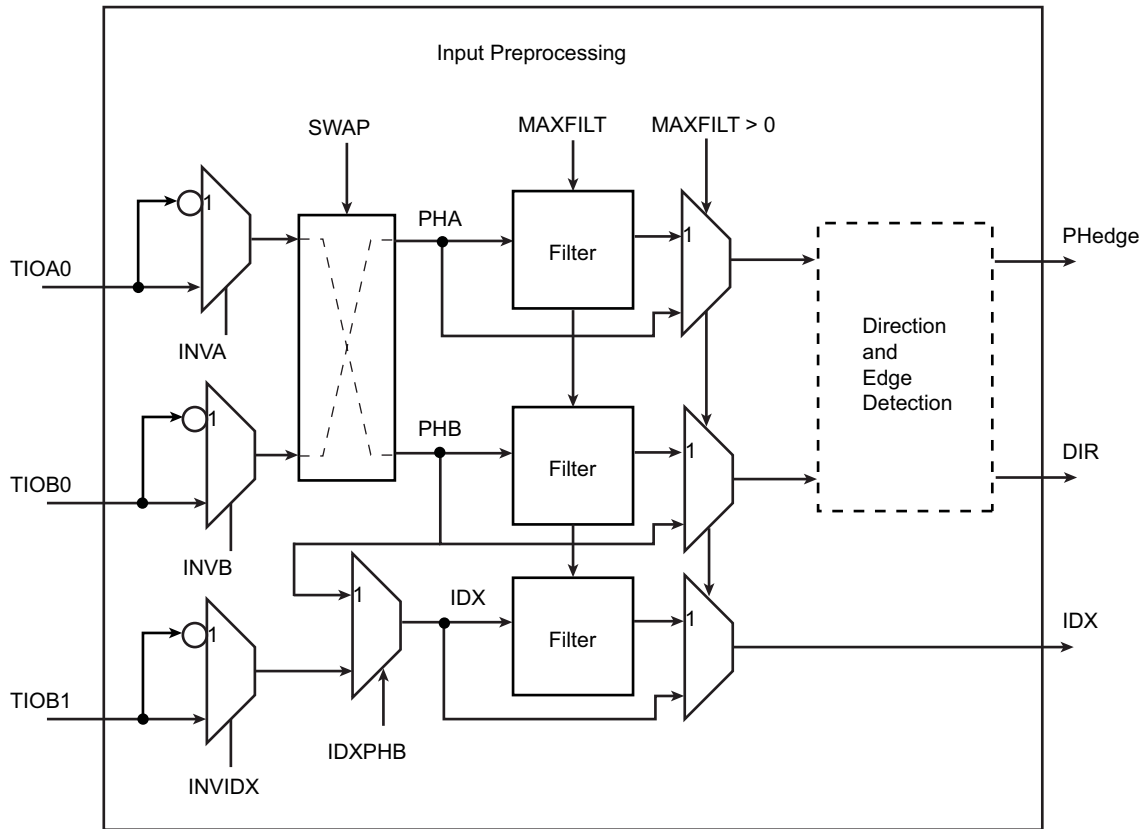 Input Preprocessing
SWAP
MAXFILT
MAXFILT > 0
1
PHA
Filter
1
PHedge
TIOA0
INVA
Direction
and
Edge
Detection
1
PHB
Filter
1
DIR
TIOB0
INVB
1
IDX
Filter
1
IDX
1
TIOB1
IDXPHB
INVIDX